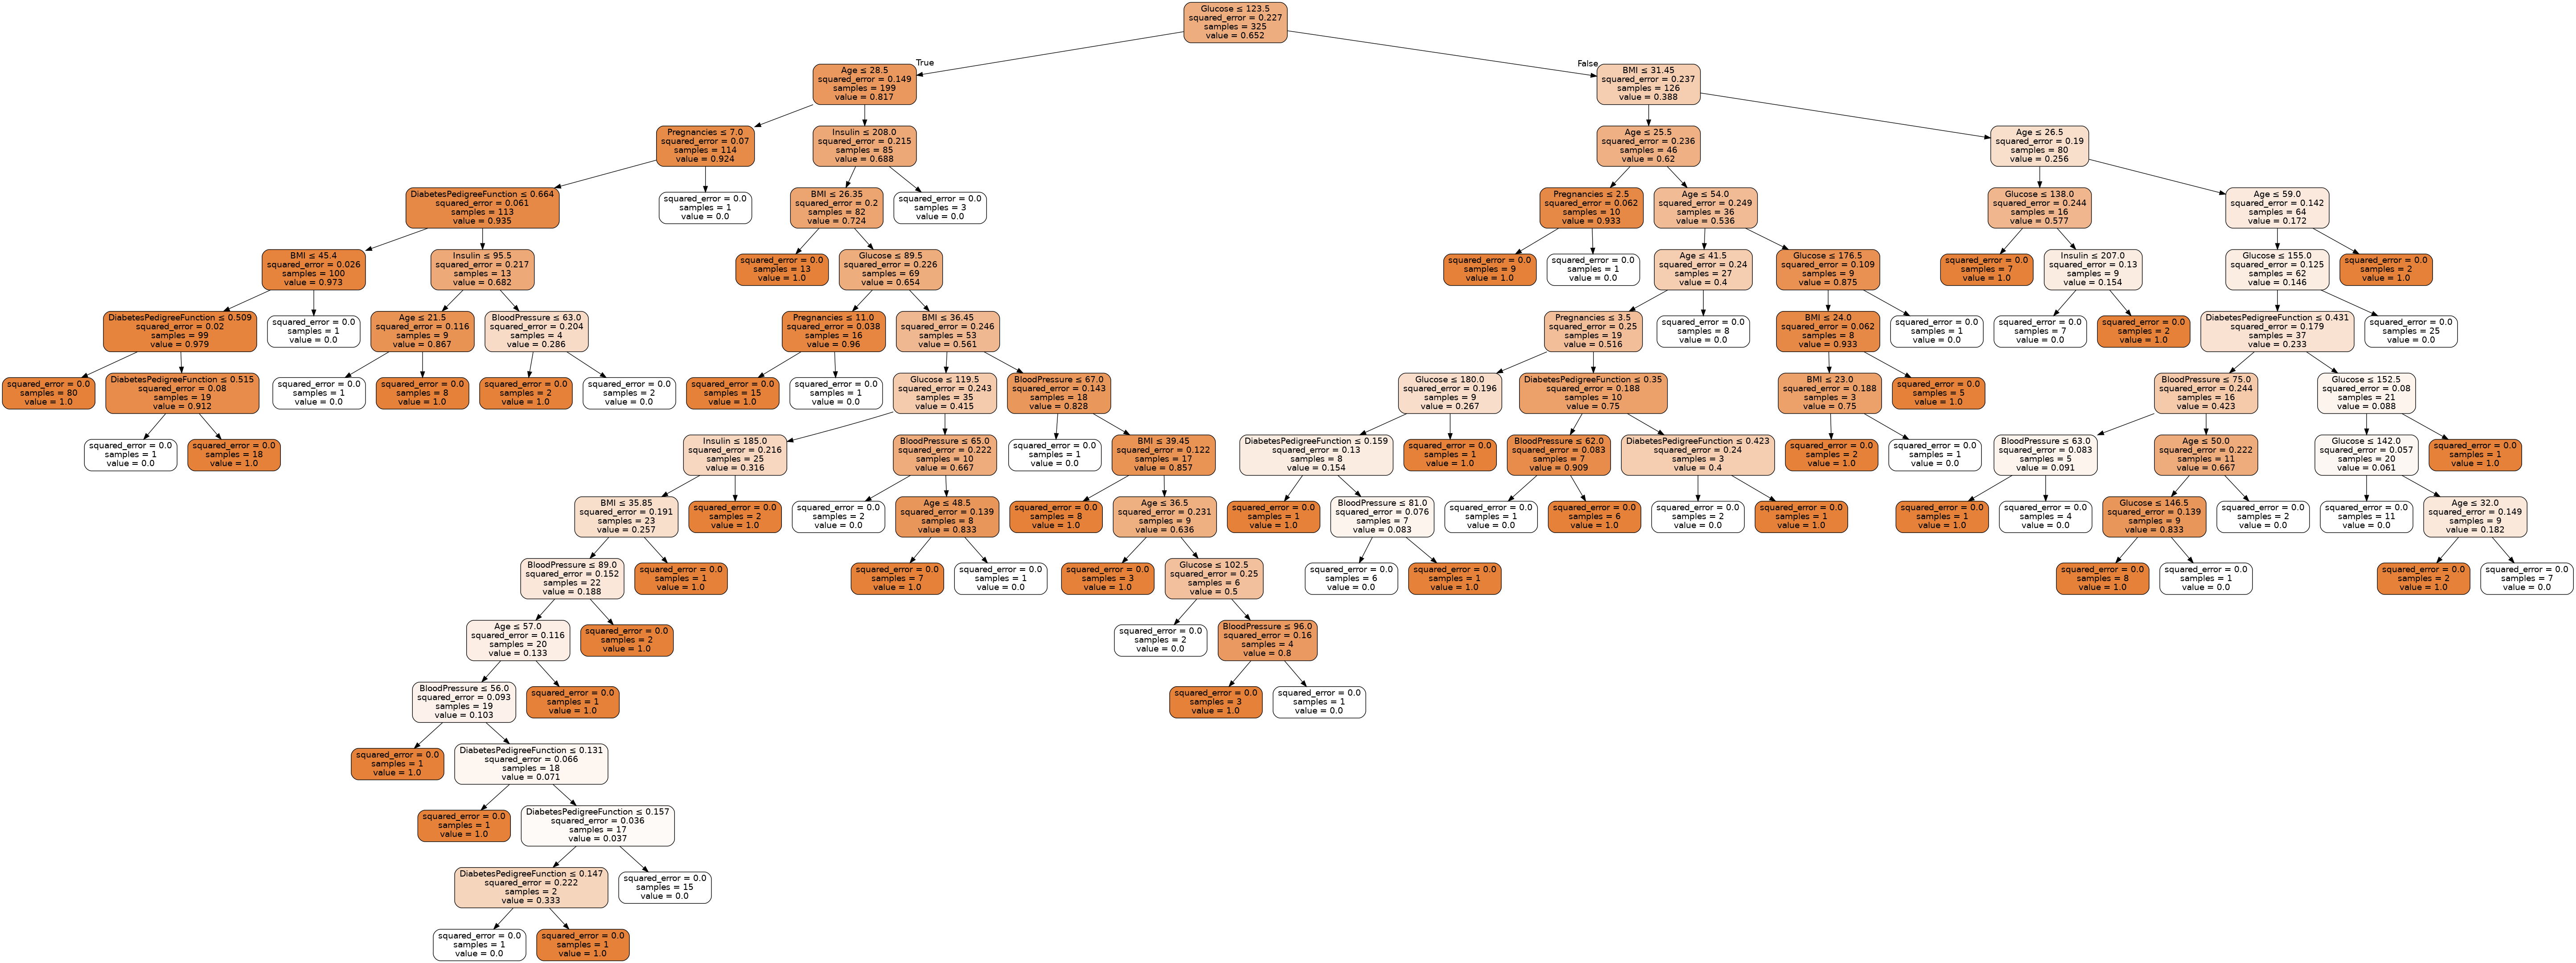 Glucose ≤ 123.5
squared_error = 0.227
samples = 325
value = 0.652
True
False
Age ≤ 28.5
squared_error = 0.149
samples = 199
value = 0.817
BMI ≤ 31.45
squared_error = 0.237
samples = 126
value = 0.388
Pregnancies ≤ 7.0
squared_error = 0.07
samples = 114
value = 0.924
Insulin ≤ 208.0
squared_error = 0.215
samples = 85
value = 0.688
Age ≤ 25.5
squared_error = 0.236
samples = 46
value = 0.62
Age ≤ 26.5
squared_error = 0.19
samples = 80
value = 0.256
DiabetesPedigreeFunction ≤ 0.664
squared_error = 0.061
samples = 113
value = 0.935
squared_error = 0.0
samples = 1
value = 0.0
BMI ≤ 26.35
squared_error = 0.2
samples = 82
value = 0.724
squared_error = 0.0
samples = 3
value = 0.0
Pregnancies ≤ 2.5
squared_error = 0.062
samples = 10
value = 0.933
Age ≤ 54.0
squared_error = 0.249
samples = 36
value = 0.536
Glucose ≤ 138.0
squared_error = 0.244
samples = 16
value = 0.577
Age ≤ 59.0
squared_error = 0.142
samples = 64
value = 0.172
BMI ≤ 45.4
squared_error = 0.026
samples = 100
value = 0.973
Insulin ≤ 95.5
squared_error = 0.217
samples = 13
value = 0.682
squared_error = 0.0
samples = 13
value = 1.0
Glucose ≤ 89.5
squared_error = 0.226
samples = 69
value = 0.654
squared_error = 0.0
samples = 9
value = 1.0
squared_error = 0.0
samples = 1
value = 0.0
Age ≤ 41.5
squared_error = 0.24
samples = 27
value = 0.4
Glucose ≤ 176.5
squared_error = 0.109
samples = 9
value = 0.875
squared_error = 0.0
samples = 7
value = 1.0
Insulin ≤ 207.0
squared_error = 0.13
samples = 9
value = 0.154
Glucose ≤ 155.0
squared_error = 0.125
samples = 62
value = 0.146
squared_error = 0.0
samples = 2
value = 1.0
DiabetesPedigreeFunction ≤ 0.509
squared_error = 0.02
samples = 99
value = 0.979
squared_error = 0.0
samples = 1
value = 0.0
Age ≤ 21.5
squared_error = 0.116
samples = 9
value = 0.867
BloodPressure ≤ 63.0
squared_error = 0.204
samples = 4
value = 0.286
Pregnancies ≤ 11.0
squared_error = 0.038
samples = 16
value = 0.96
BMI ≤ 36.45
squared_error = 0.246
samples = 53
value = 0.561
Pregnancies ≤ 3.5
squared_error = 0.25
samples = 19
value = 0.516
squared_error = 0.0
samples = 8
value = 0.0
BMI ≤ 24.0
squared_error = 0.062
samples = 8
value = 0.933
squared_error = 0.0
samples = 1
value = 0.0
squared_error = 0.0
samples = 7
value = 0.0
squared_error = 0.0
samples = 2
value = 1.0
DiabetesPedigreeFunction ≤ 0.431
squared_error = 0.179
samples = 37
value = 0.233
squared_error = 0.0
samples = 25
value = 0.0
squared_error = 0.0
samples = 80
value = 1.0
DiabetesPedigreeFunction ≤ 0.515
squared_error = 0.08
samples = 19
value = 0.912
squared_error = 0.0
samples = 1
value = 0.0
squared_error = 0.0
samples = 8
value = 1.0
squared_error = 0.0
samples = 2
value = 1.0
squared_error = 0.0
samples = 2
value = 0.0
squared_error = 0.0
samples = 15
value = 1.0
squared_error = 0.0
samples = 1
value = 0.0
Glucose ≤ 119.5
squared_error = 0.243
samples = 35
value = 0.415
BloodPressure ≤ 67.0
squared_error = 0.143
samples = 18
value = 0.828
Glucose ≤ 180.0
squared_error = 0.196
samples = 9
value = 0.267
DiabetesPedigreeFunction ≤ 0.35
squared_error = 0.188
samples = 10
value = 0.75
BMI ≤ 23.0
squared_error = 0.188
samples = 3
value = 0.75
squared_error = 0.0
samples = 5
value = 1.0
BloodPressure ≤ 75.0
squared_error = 0.244
samples = 16
value = 0.423
Glucose ≤ 152.5
squared_error = 0.08
samples = 21
value = 0.088
squared_error = 0.0
samples = 1
value = 0.0
squared_error = 0.0
samples = 18
value = 1.0
Insulin ≤ 185.0
squared_error = 0.216
samples = 25
value = 0.316
BloodPressure ≤ 65.0
squared_error = 0.222
samples = 10
value = 0.667
squared_error = 0.0
samples = 1
value = 0.0
BMI ≤ 39.45
squared_error = 0.122
samples = 17
value = 0.857
DiabetesPedigreeFunction ≤ 0.159
squared_error = 0.13
samples = 8
value = 0.154
squared_error = 0.0
samples = 1
value = 1.0
BloodPressure ≤ 62.0
squared_error = 0.083
samples = 7
value = 0.909
DiabetesPedigreeFunction ≤ 0.423
squared_error = 0.24
samples = 3
value = 0.4
squared_error = 0.0
samples = 2
value = 1.0
squared_error = 0.0
samples = 1
value = 0.0
BloodPressure ≤ 63.0
squared_error = 0.083
samples = 5
value = 0.091
Age ≤ 50.0
squared_error = 0.222
samples = 11
value = 0.667
Glucose ≤ 142.0
squared_error = 0.057
samples = 20
value = 0.061
squared_error = 0.0
samples = 1
value = 1.0
BMI ≤ 35.85
squared_error = 0.191
samples = 23
value = 0.257
squared_error = 0.0
samples = 2
value = 1.0
squared_error = 0.0
samples = 2
value = 0.0
Age ≤ 48.5
squared_error = 0.139
samples = 8
value = 0.833
squared_error = 0.0
samples = 8
value = 1.0
Age ≤ 36.5
squared_error = 0.231
samples = 9
value = 0.636
squared_error = 0.0
samples = 1
value = 1.0
BloodPressure ≤ 81.0
squared_error = 0.076
samples = 7
value = 0.083
squared_error = 0.0
samples = 1
value = 0.0
squared_error = 0.0
samples = 6
value = 1.0
squared_error = 0.0
samples = 2
value = 0.0
squared_error = 0.0
samples = 1
value = 1.0
squared_error = 0.0
samples = 1
value = 1.0
squared_error = 0.0
samples = 4
value = 0.0
Glucose ≤ 146.5
squared_error = 0.139
samples = 9
value = 0.833
squared_error = 0.0
samples = 2
value = 0.0
squared_error = 0.0
samples = 11
value = 0.0
Age ≤ 32.0
squared_error = 0.149
samples = 9
value = 0.182
BloodPressure ≤ 89.0
squared_error = 0.152
samples = 22
value = 0.188
squared_error = 0.0
samples = 1
value = 1.0
squared_error = 0.0
samples = 7
value = 1.0
squared_error = 0.0
samples = 1
value = 0.0
squared_error = 0.0
samples = 3
value = 1.0
Glucose ≤ 102.5
squared_error = 0.25
samples = 6
value = 0.5
squared_error = 0.0
samples = 6
value = 0.0
squared_error = 0.0
samples = 1
value = 1.0
squared_error = 0.0
samples = 8
value = 1.0
squared_error = 0.0
samples = 1
value = 0.0
squared_error = 0.0
samples = 2
value = 1.0
squared_error = 0.0
samples = 7
value = 0.0
Age ≤ 57.0
squared_error = 0.116
samples = 20
value = 0.133
squared_error = 0.0
samples = 2
value = 1.0
squared_error = 0.0
samples = 2
value = 0.0
BloodPressure ≤ 96.0
squared_error = 0.16
samples = 4
value = 0.8
BloodPressure ≤ 56.0
squared_error = 0.093
samples = 19
value = 0.103
squared_error = 0.0
samples = 1
value = 1.0
squared_error = 0.0
samples = 3
value = 1.0
squared_error = 0.0
samples = 1
value = 0.0
squared_error = 0.0
samples = 1
value = 1.0
DiabetesPedigreeFunction ≤ 0.131
squared_error = 0.066
samples = 18
value = 0.071
squared_error = 0.0
samples = 1
value = 1.0
DiabetesPedigreeFunction ≤ 0.157
squared_error = 0.036
samples = 17
value = 0.037
DiabetesPedigreeFunction ≤ 0.147
squared_error = 0.222
samples = 2
value = 0.333
squared_error = 0.0
samples = 15
value = 0.0
squared_error = 0.0
samples = 1
value = 0.0
squared_error = 0.0
samples = 1
value = 1.0